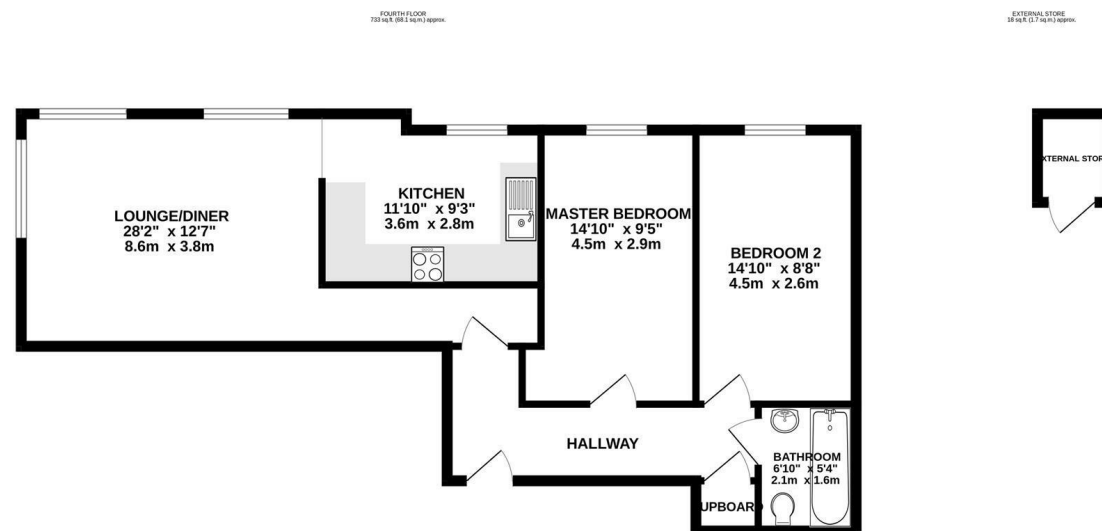 FOURTH FLOOR
733 sq.ft. (68.1 sq.m.) approx.
EXTERNAL STORE
18 sq.ft. (1.7 sq.m.) approx.
LOUNGE/DINER
28'2" x 12'7"
8.6m x 3.8m
KITCHEN
11'10" x 9'3"
3.6m x 2.8m
MASTER BEDROOM
14'10" x 9'5"
4.5m x 2.9m
BEDROOM 2
14'10" x 8'8"
4.5m x 2.6m
XTERNAL STOR
HALLWAY
BATHROOM
6'10" x 5'4"
2.1m x 1.6m
UPBOARD